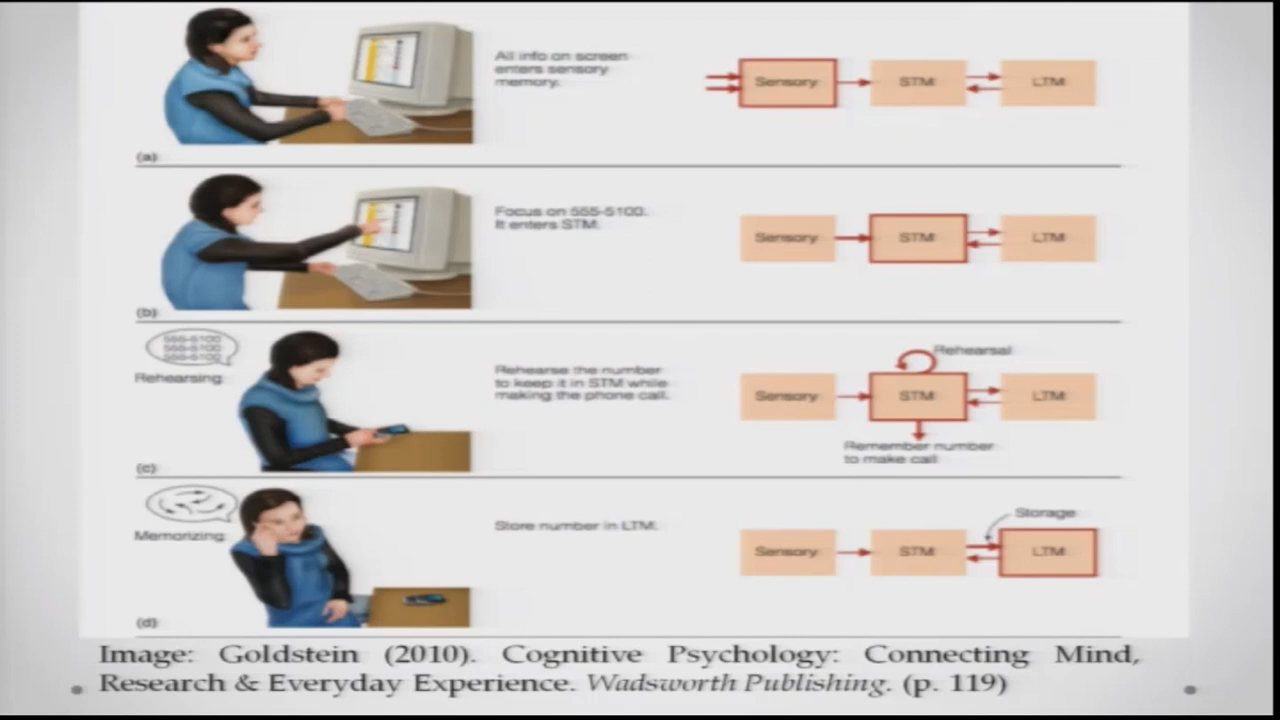 All info on screen
enters sensory
memory.
Sensory STM LTM
(a)
Focus on 555-5100.
It enters STM.
Sensory STM LTM
(b)
555-5100
555-5100
555-5100
Rehearsing:
Rehearse the number
to keep it in STM while
making the phone call.
Rehearsal
Sensory STM LTM
Remember number
to make call
(c)
Memorizing:
Store number in LTM.
Storage
Sensory STM LTM
(d)
Image: Goldstein (2010). Cognitive Psychology: Connecting Mind,
Research & Everyday Experience. Wadsworth Publishing. (p. 119)